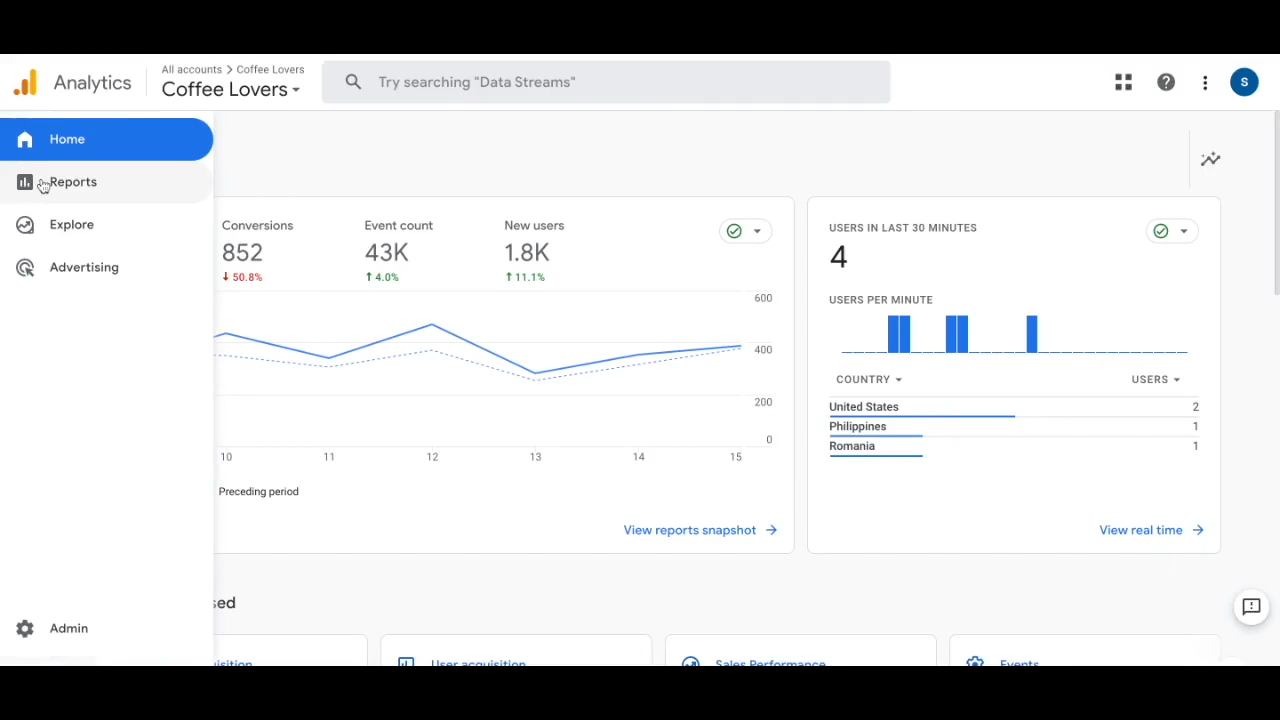 Analytics
All accounts > Coffee Lovers
Coffee Lovers
Try searching "Data Streams"
S
Home
Reports
Explore
Advertising
Admin
Conversions
852
50.8%
Event count
43K
4.0%
New users
1.8K
11.1%
600
400
200
0
10 11 12 13 14 15
Preceding period
View reports snapshot
USERS IN LAST 30 MINUTES
4
USERS PER MINUTE
COUNTRY USERS
United States 2
Philippines 1
Romania 1
View real time
sed
isition
User acquisition
Sales Performance
Events